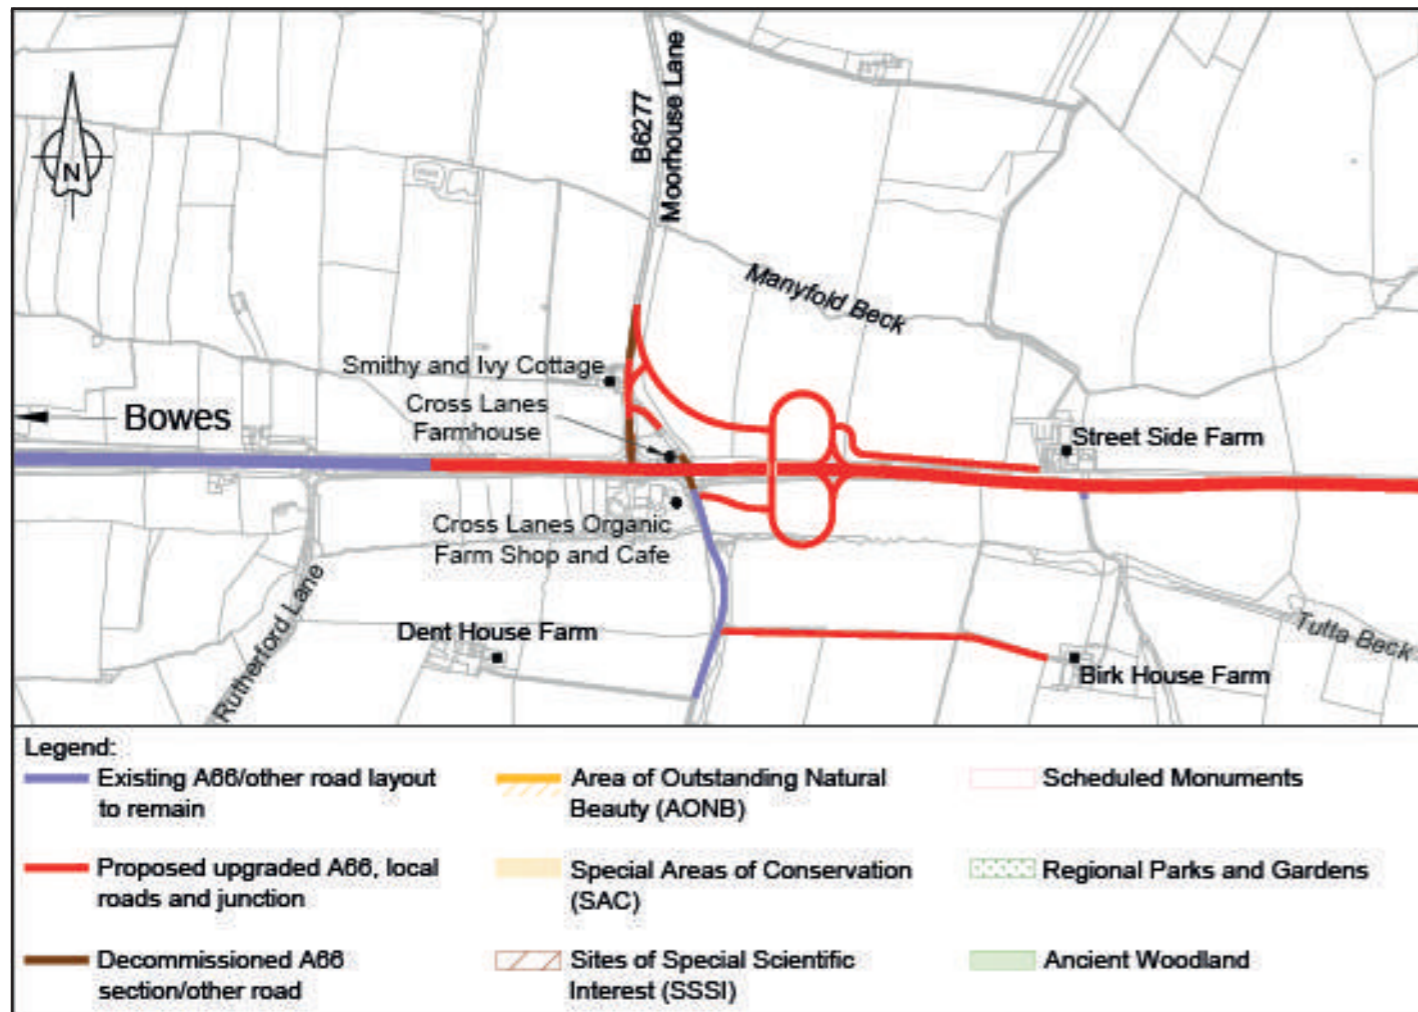 B6277
Moorhouse Lane
N
Manyfold Beck
Smithy and Ivy Cottage
Cross Lanes
Farmhouse
Bowes
Street Side Farm
Cross Lanes Organic
Farm Shop and Cafe
Rutherford Lane
Dent House Farm
Tutta Beck
Birk House Farm
Legend:
Existing A66/other road layout
to remain
Proposed upgraded A66, local
roads and junction
Decommissioned A66
section/other road
Area of Outstanding Natural
Beauty (AONB)
Special Areas of Conservation
(SAC)
Sites of Special Scientific
Interest (SSSI)
Scheduled Monuments
Regional Parks and Gardens
Ancient Woodland